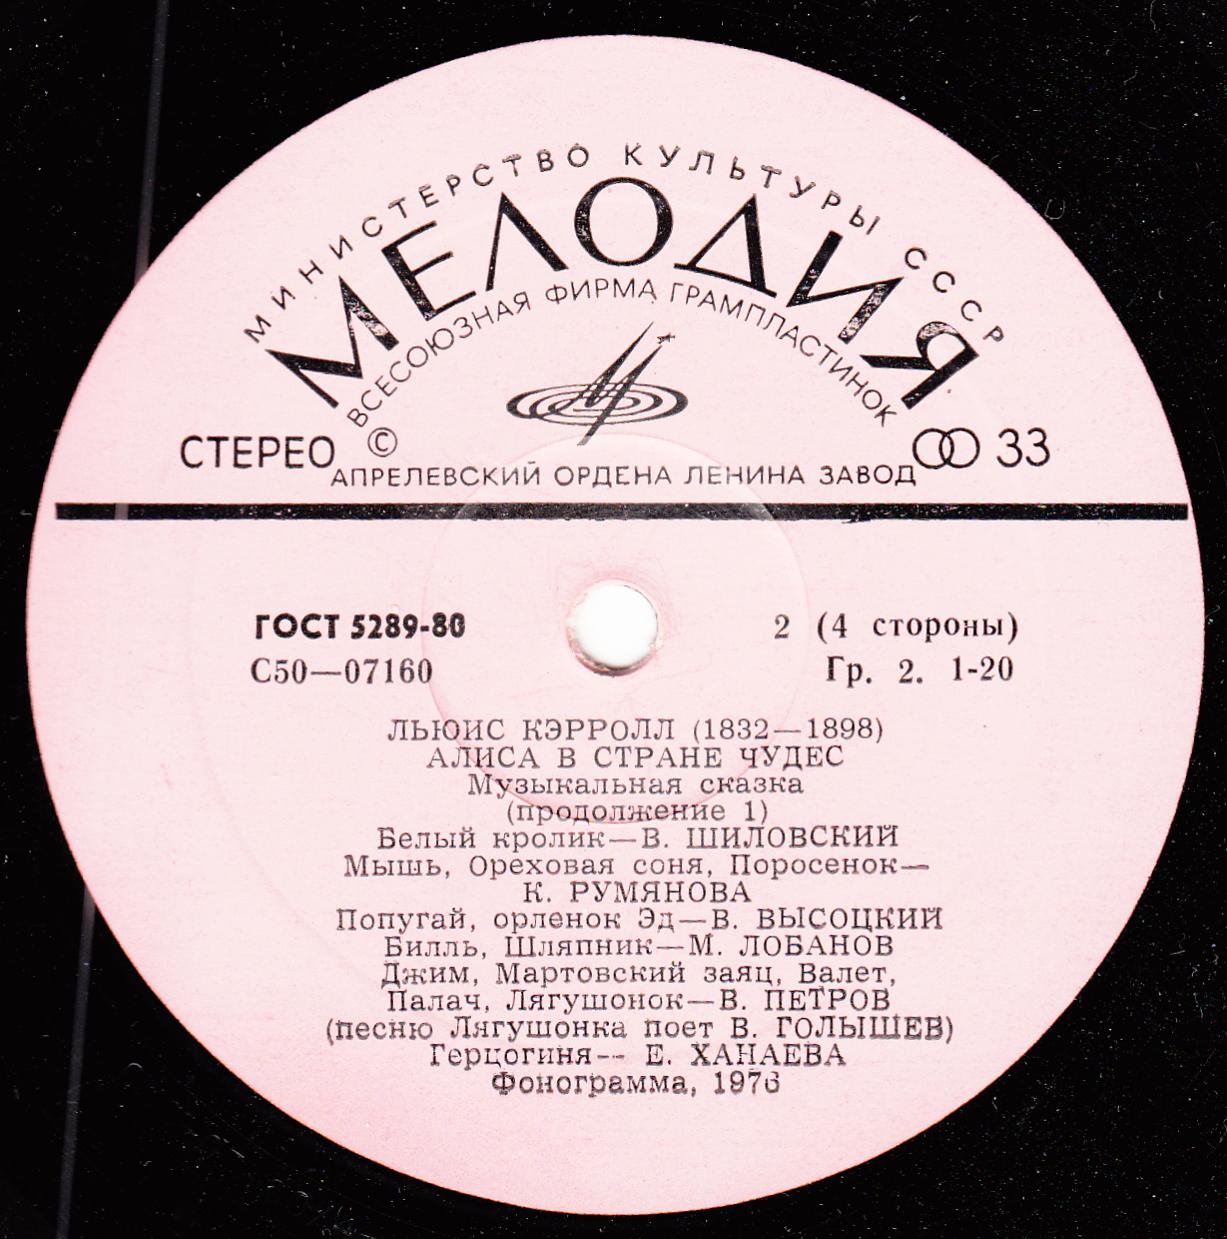 МИНИСТЕРСТВО КУЛЬТУРЫ СССР
МЕЛОДИЯ
ВСЕСОЮЗНАЯ ФИРМА ГРАМПЛАСТИНОК
СТЕРЕО © 33
АПРЕЛЕВСКИЙ ОРДЕНА ЛЕНИНА ЗАВОД
ГОСТ 5289-80 2 (4 стороны)
С50—07160 Гр. 2. 1-20
ЛЬЮИС КЭРРОЛЛ (1832—1898)
АЛИСА В СТРАНЕ ЧУДЕС
Музыкальная сказка
(продолжение 1)
Белый кролик—В. ШИЛОВСКИЙ
Мышь, Ореховая соня, Поросенок—
К. РУМЯНОВА
Попугай, орленок Эд—В. ВЫСОЦКИЙ
Билль, Шляпник—М. ЛОБАНОВ
Джим, Мартовский заяц, Валет,
Палач, Лягушонок—В. ПЕТРОВ
(песню Лягушонка поет В. ГОЛЫШЕВ)
Герцогиня-- Е. ХАНАЕВА
Фонограмма, 1976